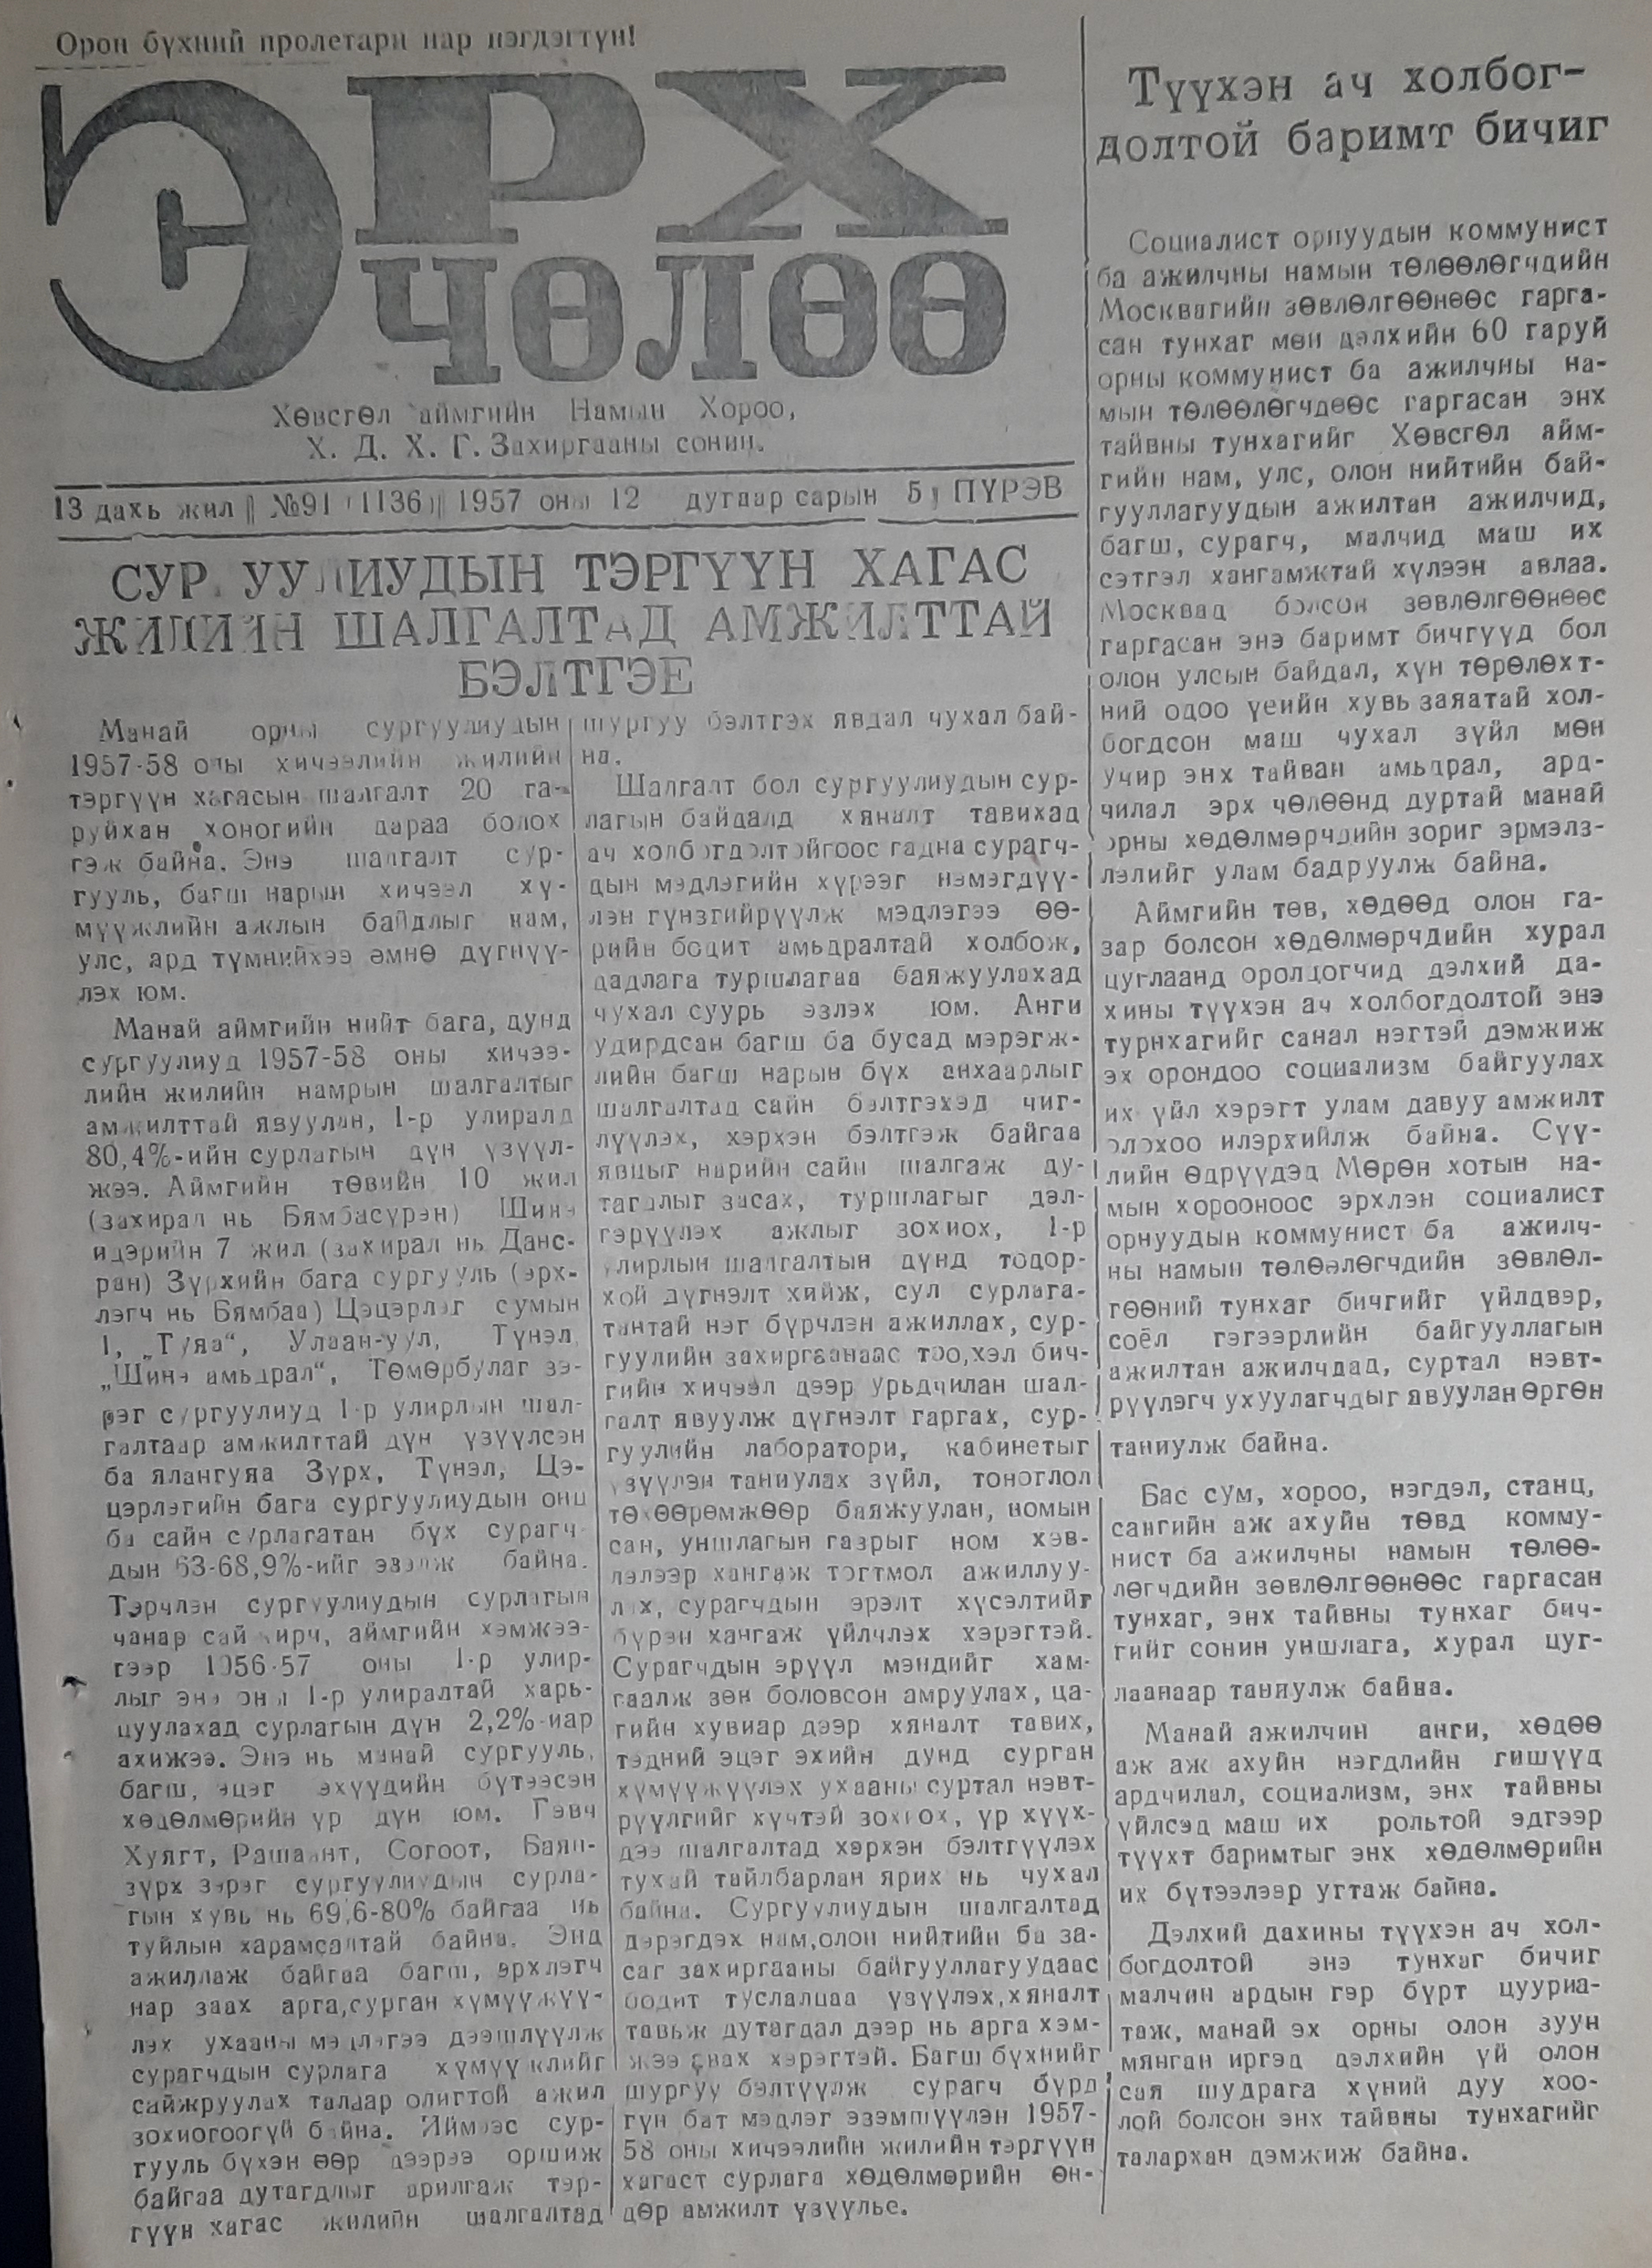 Орон бүхний пролетари нар нэгдэгтүн!
ЭРХ
ЧӨЛӨӨ
Хөвсгөл аймгийн Намын Хороо,
Х. Д. Х. Г. Захиргааны сонин.
13 дахь жил №91 (1136) 1957 оны 12 дугаар сарын 5 ПҮРЭВ
СУР УУЛИУДЫН ТЭРГҮҮН ХАГАС
ЖИЛИЙН ШАЛГАЛТАД АМЖИЛТТАЙ
БЭЛТГЭЕ
Манай орны сургуулиудын
1957-58 оны хичээлийн жилийн
тэргүүн хагасын шалгалт 20 га-
руйхан хоногийн дараа болох
гэж байна. Энэ шалгалт сур-
гууль, багш нарын хичээл хү-
мүүжлийн ажлын байдлыг нам,
улс, ард түмнийхээ өмнө дүгнүү-
лэх юм.
Манай аймгийн нийт бага, дунд
сургуулиуд 1957-58 оны хичээ-
лийн жилийн намрын шалгалтыг
амжилттай явуулан, 1-р улиралд
80,4%-ийн сурлагын дүн үзүүл-
жээ. Аймгийн төвийн 10 жил
(захирал нь Бямбасүрэн) Шинэ
идэрийн 7 жил (захирал нь Данс-
ран) Зүрхийн бага сургууль (эрх-
лэгч нь Бямбаа) Цэцэрлэг сумын
1, „Туяа“, Улаан-уул, Түнэл,
„Шинэ амьдрал“, Төмөрбулаг зэ-
рэг сургуулиуд 1-р улирлын шал-
галтаар амжилттай дүн үзүүлсэн
ба ялангуяа Зүрх, Түнэл, Цэ-
цэрлэгийн бага сургуулиудын онц
ба сайн сурлагатан бүх сурагч
дын 63-68,9%-ийг эзэлж байна.
Тэрчлэн сургуулиудын сурлагын
чанар сайжирч, аймгийн хэмжээ-
гээр 1956-57 оны 1-р улир-
лыг энэ оны 1-р улиралтай харь-
цуулахад сурлагын дүн 2,2%-иар
ахижээ. Энэ нь манай сургууль,
багш, эцэг эхүүдийн бүтээсэн
хөдөлмөрийн үр дүн юм. Гэвч
Хуягт, Рашаант, Согоот, Баян-
зүрх зэрэг сургуулиудын сурла-
гын хувь нь 69,6-80% байгаа нь
туйлын харамсалтай байна. Энд
ажиллаж байгаа багш, эрхлэгч
нар заах арга,сурган хүмүүжүү-
лэх ухааны мэдлэгээ дээшлүүлж
сурагчдын сурлага хүмүүжлийг
сайжруулах талаар олигтой ажил
зохиогоогүй байна. Иймээс сур-
гууль бүхэн өөр дээрээ оршиж
байгаа дутагдлыг арилгаж тэр-
гүүн хагас жилийн шалгалтад
шургуу бэлтгэх явдал чухал бай-
на.
Шалгалт бол сургуулиудын сур-
лагын байдалд хяналт тавихад
ач холбогдолтойгоос гадна сурагч-
дын мэдлэгийн хүрээг нэмэгдүү-
лэн гүнзгийрүүлж мэдлэгээ өө-
рийн бодит амьдралтай холбож,
дадлага туршлагаа баяжуулахад
чухал суурь эзлэх юм. Анги
удирдсан багш ба бусад мэрэгж-
лийн багш нарын бүх анхаарлыг
шалгалтад сайн бэлтгэхэд чиг-
лүүлэх, хэрхэн бэлтгэж байгаа
явцыг нарийн сайн шалгаж ду-
тагдлыг засах, туршлагыг дэл-
гэрүүлэх ажлыг зохиох, 1-р
улирлын шалгалтын дүнд тодор-
хой дүгнэлт хийж, сул сурлага-
тантай нэг бүрчлэн ажиллах, сур-
гуулийн захиргаанаас тоо,хэл бич-
гийн хичээл дээр урьдчилан шал-
галт явуулж дүгнэлт гаргах, сур-
гуулийн лаборатори, кабинетыг
үзүүлэн таниулах зүйл, тоноглол
төхөөрөмжөөр баяжуулан, номын
сан, уншлагын газрыг ном хэв-
лэлээр хангаж тогтмол ажиллуу-
лах, сурагчдын эрэлт хүсэлтийг
бүрэн хангаж үйлчлэх хэрэгтэй.
Сурагчдын эрүүл мэндийг хам-
гаалж зөн боловсон амруулах, ца-
гийн хувиар дээр хяналт тавих,
тэдний эцэг эхийн дунд сурган
хүмүүжүүлэх ухааны суртал нэвт-
рүүлгийг хүчтэй зохиох, үр хүүх-
дээ шалгалтад хэрхэн бэлтгүүлэх
тухай тайлбарлан ярих нь чухал
байна. Сургуулиудын шалгалтад
дэрэгдэх нам,олон нийтийн ба за-
саг захиргааны байгууллагуудаас
бодит туслалцаа үзүүлэх,хяналт
тавьж дутагдал дээр нь арга хэм-
жээ авах хэрэгтэй. Багш бүхнийг
шургуу бэлтүүлж сурагч бүрд
гүн бат мэдлэг эзэмшүүлэн 1957-
58 оны хичээлийн жилийн тэргүүн
хагаст сурлага хөдөлмөрийн өн-
дөр амжилт үзүүлье.
Түүхэн ач холбог-
долтой баримт бичиг
Социалист орнуудын коммунист
ба ажилчны намын төлөөлөгчдийн
Москвагийн зөвлөлгөөнөөс гарга-
сан тунхаг мөн дэлхийн 60 гаруй
орны коммунист ба ажилчны на-
мын төлөөлөгчдөөс гаргасан энх
тайвны тунхагийг Хөвсгөл айм-
гийн нам, улс, олон нийтийн бай-
гууллагуудын ажилтан ажилчид,
багш, сурагч, малчид маш их
сэтгэл хангамжтай хүлээн авлаа.
Москвад болсон зөвлөлгөөнөөс
гаргасан энэ баримт бичгүүд бол
олон улсын байдал, хүн төрөлөхт-
ний одоо үеийн хувь заяатай хол-
богдсон маш чухал зүйл мөн
учир энх тайван амьдрал, ард-
чилал эрх чөлөөнд дуртай манай
орны хөдөлмөрчдийн зориг эрмэлз-
лэлийг улам бадруулж байна.
Аймгийн төв, хөдөөд олон га-
зар болсон хөдөлмөрчдийн хурал
цуглаанд оролцогчид дэлхий да-
хины түүхэн ач холбогдолтой энэ
турнхагийг санал нэгтэй дэмжиж
эх орондоо социализм байгуулах
их үйл хэрэгт улам давуу амжилт
олохоо илэрхийлж байна. Сүү-
лийн өдрүүдэд Мөрөн хотын на-
мын хорооноос эрхлэн социалист
орнуудын коммунист ба ажилч-
ны намын төлөөлөгчдийн зөвлөл-
гөөний тунхаг бичгийг үйлдвэр,
соёл гэгээрлийн байгууллагын
ажилтан ажилчдад, суртал нэвт-
рүүлэгч ухуулагчдыг явуулан өргөн
таниулж байна.
Бас сум, хороо, нэгдэл, станц,
сангийн аж ахуйн төвд комму-
нист ба ажилчны намын төлөө-
лөгчдийн зөвлөлгөөнөөс гаргасан
тунхаг, энх тайвны тунхаг бич-
гийг сонин уншлага, хурал цуг-
лаанаар таниулж байна.
Манай ажилчин анги, хөдөө
аж аж ахуйн нэгдлийн гишүүд
ардчилал, социализм, энх тайвны
үйлсэд маш их рольтой эдгээр
түүхт баримтыг энх хөдөлмөрийн
их бүтээлээр угтаж байна.
Дэлхий дахины түүхэн ач хол-
богдолтой энэ тунхаг бичиг
малчин ардын гэр бүрт цуурна-
таж, манай эх орны олон зуун
мянган иргэд дэлхийн үй олон
сая шудрага хүний дуу хоо-
лой болсон энх тайвны тунхагийг
талархан дэмжиж байна.